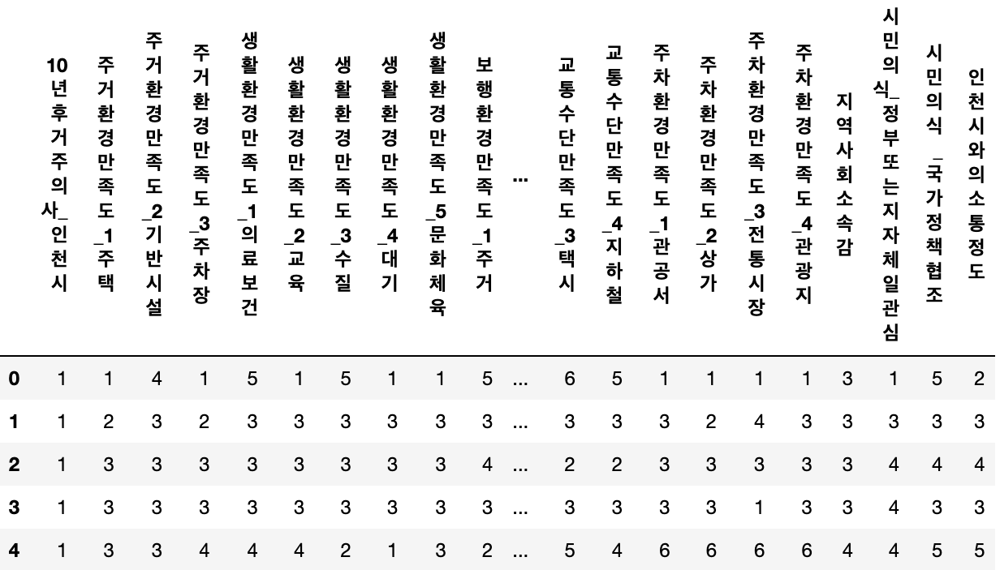 10년후거주의사_인천시 주거환경만족도_1주택 주거환경만족도_2기반시설 주거환경만족도_3주차장 생활환경만족도_1의료보건 생활환경만족도_2교육 생활환경만족도_3수질 생활환경만족도_4대기 생활환경만족도_5문화체육 보행환경만족도_1주거 ... 교통수단만족도_3택시 교통수단만족도_4지하철 주차환경만족도_1관공서 주차환경만족도_2상가 주차환경만족도_3전통시장 주차환경만족도_4관광지 지역사회소속감 시민의식_정부또는지자체일관심 시민의식 _국가정책협조 인천시와의소통정도
0 1 1 4 1 5 1 5 1 1 5 ... 6 5 1 1 1 1 3 1 5 2
1 1 2 3 2 3 3 3 3 3 3 ... 3 3 3 2 4 3 3 3 3 3
2 1 3 3 3 3 3 3 3 3 4 ... 2 2 3 3 3 3 3 4 4 4
3 1 3 3 3 3 3 3 3 3 3 ... 3 3 3 3 1 3 3 4 3 3
4 1 3 3 4 4 4 2 1 3 2 ... 5 4 6 6 6 6 4 4 5 5